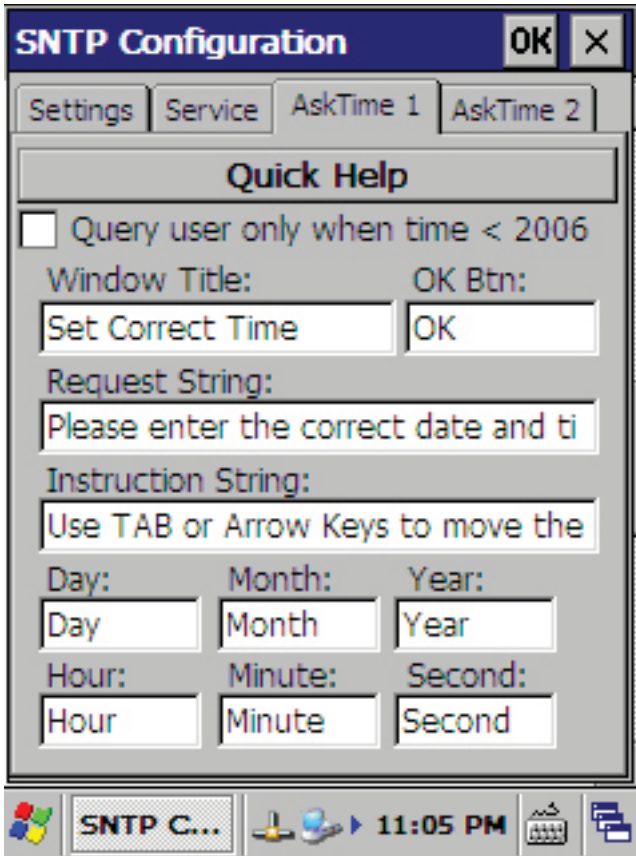 SNTP Configuration OK ×
Settings Service AskTime 1 AskTime 2
Quick Help
Query user only when time < 2006
Window Title: OK Btn:
Set Correct Time OK
Request String:
Please enter the correct date and ti
Instruction String:
Use TAB or Arrow Keys to move the
Day: Month: Year:
Day Month Year
Hour: Minute: Second:
Hour Minute Second
SNTP C... 11:05 PM